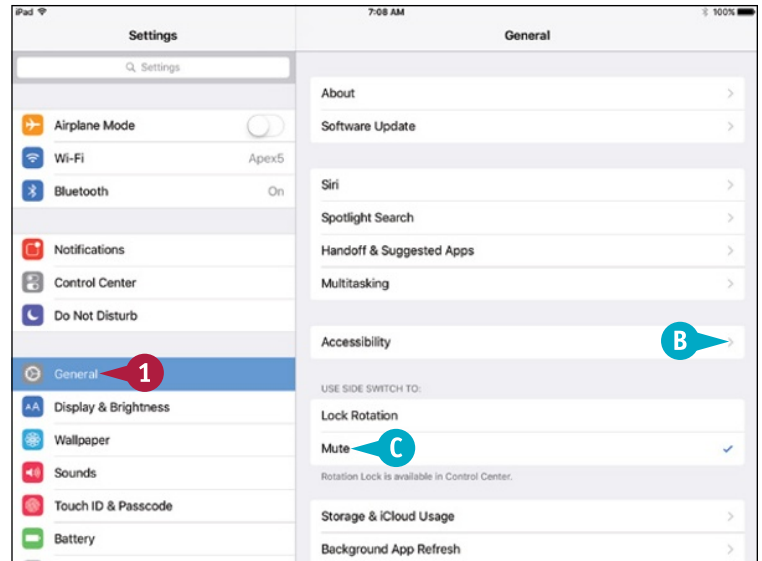 iPad 7:08 AM 100%
Settings
Settings
Airplane Mode
Wi-Fi Apex5
Bluetooth On
Notifications
Control Center
Do Not Disturb
General 1
Display & Brightness
AA
Wallpaper
Sounds
Touch ID & Passcode
Battery
General
About
Software Update
Siri
Spotlight Search
Handoff & Suggested Apps
Multitasking
Accessibility B
USE SIDE SWITCH TO:
Lock Rotation
Mute C
Rotation Lock is available in Control Center.
Storage & iCloud Usage
Background App Refresh